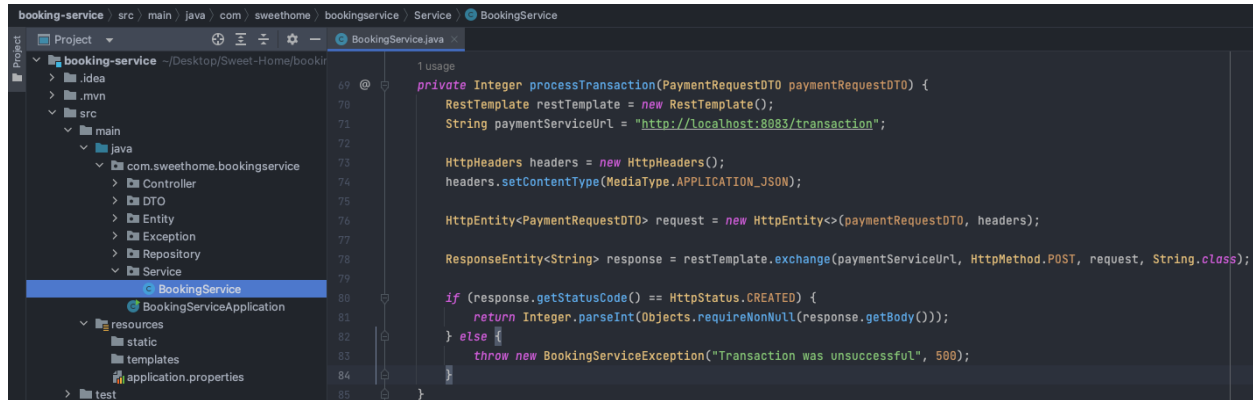 booking-service 〉 src 〉 main 〉 java 〉 com 〉 sweethome 〉 bookingservice 〉 Service 〉 BookingService
Project
Project
BookingService.java
booking-service ~/Desktop/Sweet-Home/bookin
.idea
.mvn
src
main
java
com.sweethome.bookingservice
Controller
DTO
Entity
Exception
Repository
Service
BookingService
BookingServiceApplication
resources
static
templates
application.properties
test
1 usage
69 @ private Integer processTransaction(PaymentRequestDTO paymentRequestDTO) {
70 RestTemplate restTemplate = new RestTemplate();
71 String paymentServiceUrl = "http://localhost:8083/transaction";
72
73 HttpHeaders headers = new HttpHeaders();
74 headers.setContentType(MediaType.APPLICATION_JSON);
75
76 HttpEntity<PaymentRequestDTO> request = new HttpEntity<>(paymentRequestDTO, headers);
77
78 ResponseEntity<String> response = restTemplate.exchange(paymentServiceUrl, HttpMethod.POST, request, String.class);
79
80 if (response.getStatusCode() == HttpStatus.CREATED) {
81 return Integer.parseInt(Objects.requireNonNull(response.getBody()));
82 } else {
83 throw new BookingServiceException("Transaction was unsuccessful", 500);
84 }
85 }